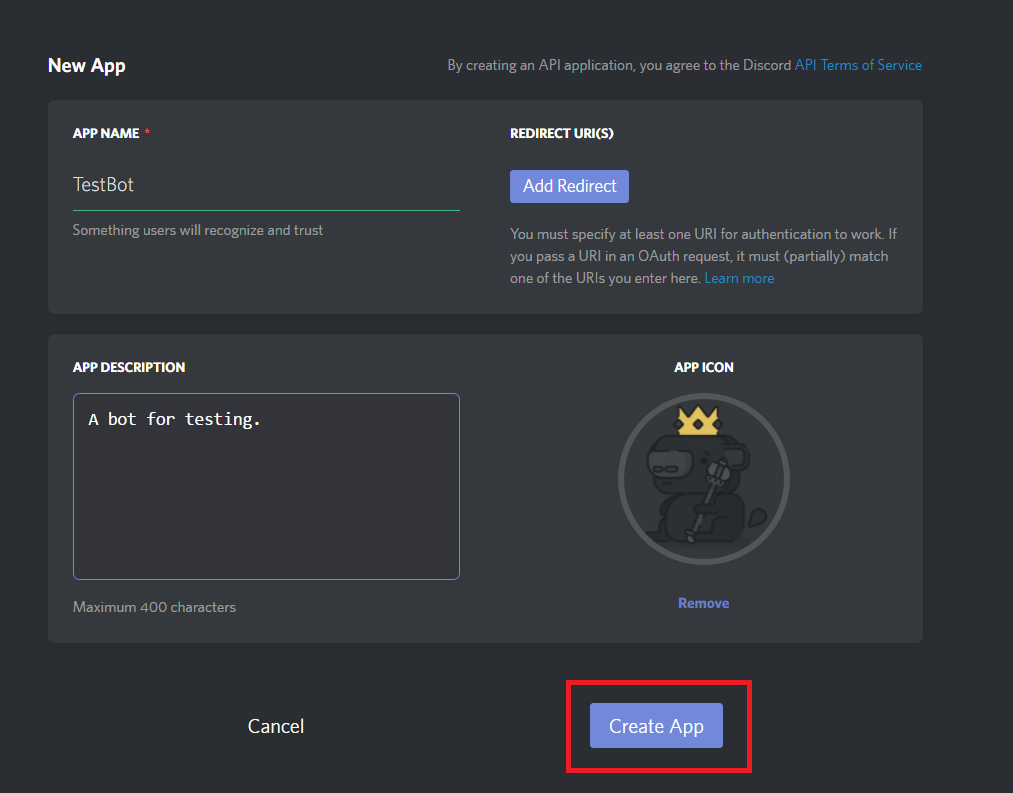 New App
By creating an API application, you agree to the Discord API Terms of Service
APP NAME *
TestBot
Something users will recognize and trust
REDIRECT URI(S)
Add Redirect
You must specify at least one URI for authentication to work. If
you pass a URI in an OAuth request, it must (partially) match
one of the URIs you enter here. Learn more
APP DESCRIPTION
A bot for testing.
Maximum 400 characters
APP ICON
Remove
Cancel
Create App